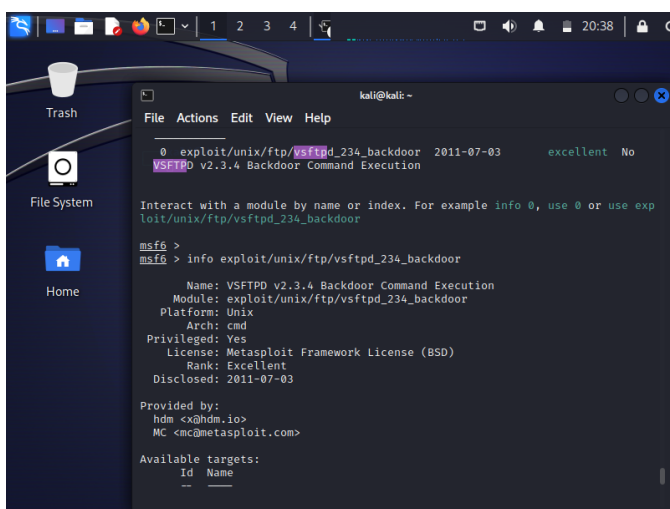 1 2 3 4
20:38
kali@kali: ~
File Actions Edit View Help
Trash
File System
Home
0 exploit/unix/ftp/vsftpd_234_backdoor 2011-07-03 excellent No
VSFTPD v2.3.4 Backdoor Command Execution
Interact with a module by name or index. For example info 0, use 0 or use exp
loit/unix/ftp/vsftpd_234_backdoor
msf6 >
msf6 > info exploit/unix/ftp/vsftpd_234_backdoor
Name: VSFTPD v2.3.4 Backdoor Command Execution
Module: exploit/unix/ftp/vsftpd_234_backdoor
Platform: Unix
Arch: cmd
Privileged: Yes
License: Metasploit Framework License (BSD)
Rank: Excellent
Disclosed: 2011-07-03
Provided by:
hdm <x@hdm.io>
MC <mc@metasploit.com>
Available targets:
Id Name
-- ----